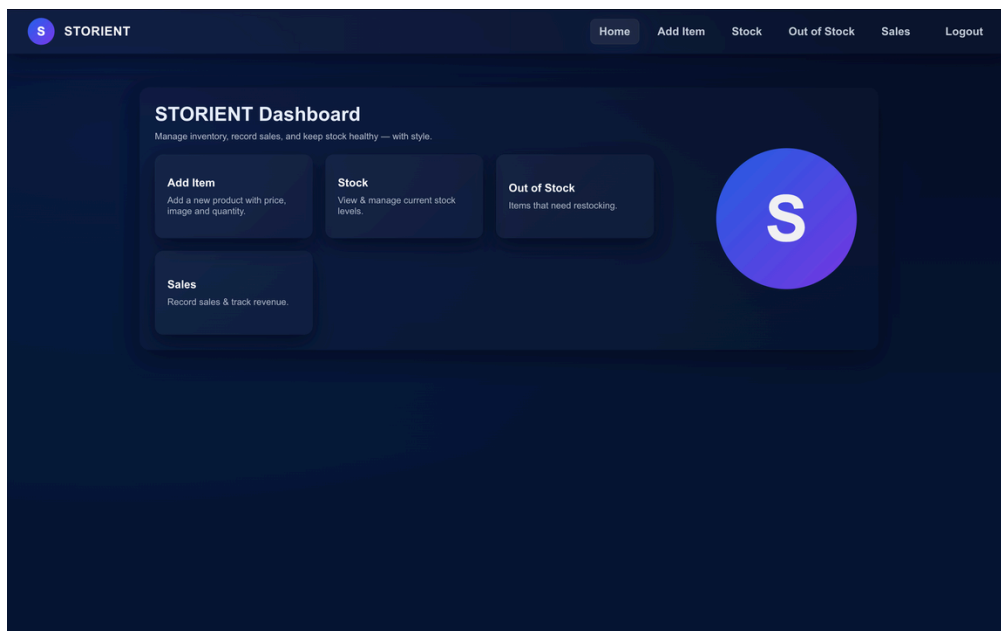 S STORIENT Home Add Item Stock Out of Stock Sales Logout
STORIENT Dashboard
Manage inventory, record sales, and keep stock healthy — with style.
Add Item
Add a new product with price,
image and quantity.
Stock
View & manage current stock
levels.
Out of Stock
Items that need restocking.
Sales
Record sales & track revenue.
S